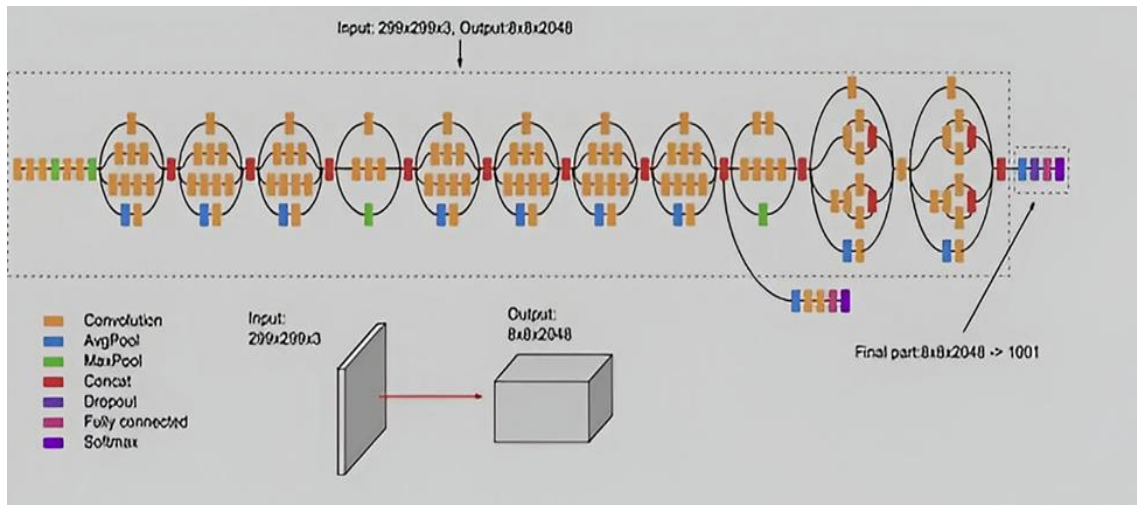 Input: 299x299x3, Output:8x8x2048
Convolution
AvgPool
MaxPool
Concat
Dropout
Fully connected
Softmax
Input:
299x299x3
Output:
8x8x2048
Final part:8x8x2048 -> 1001